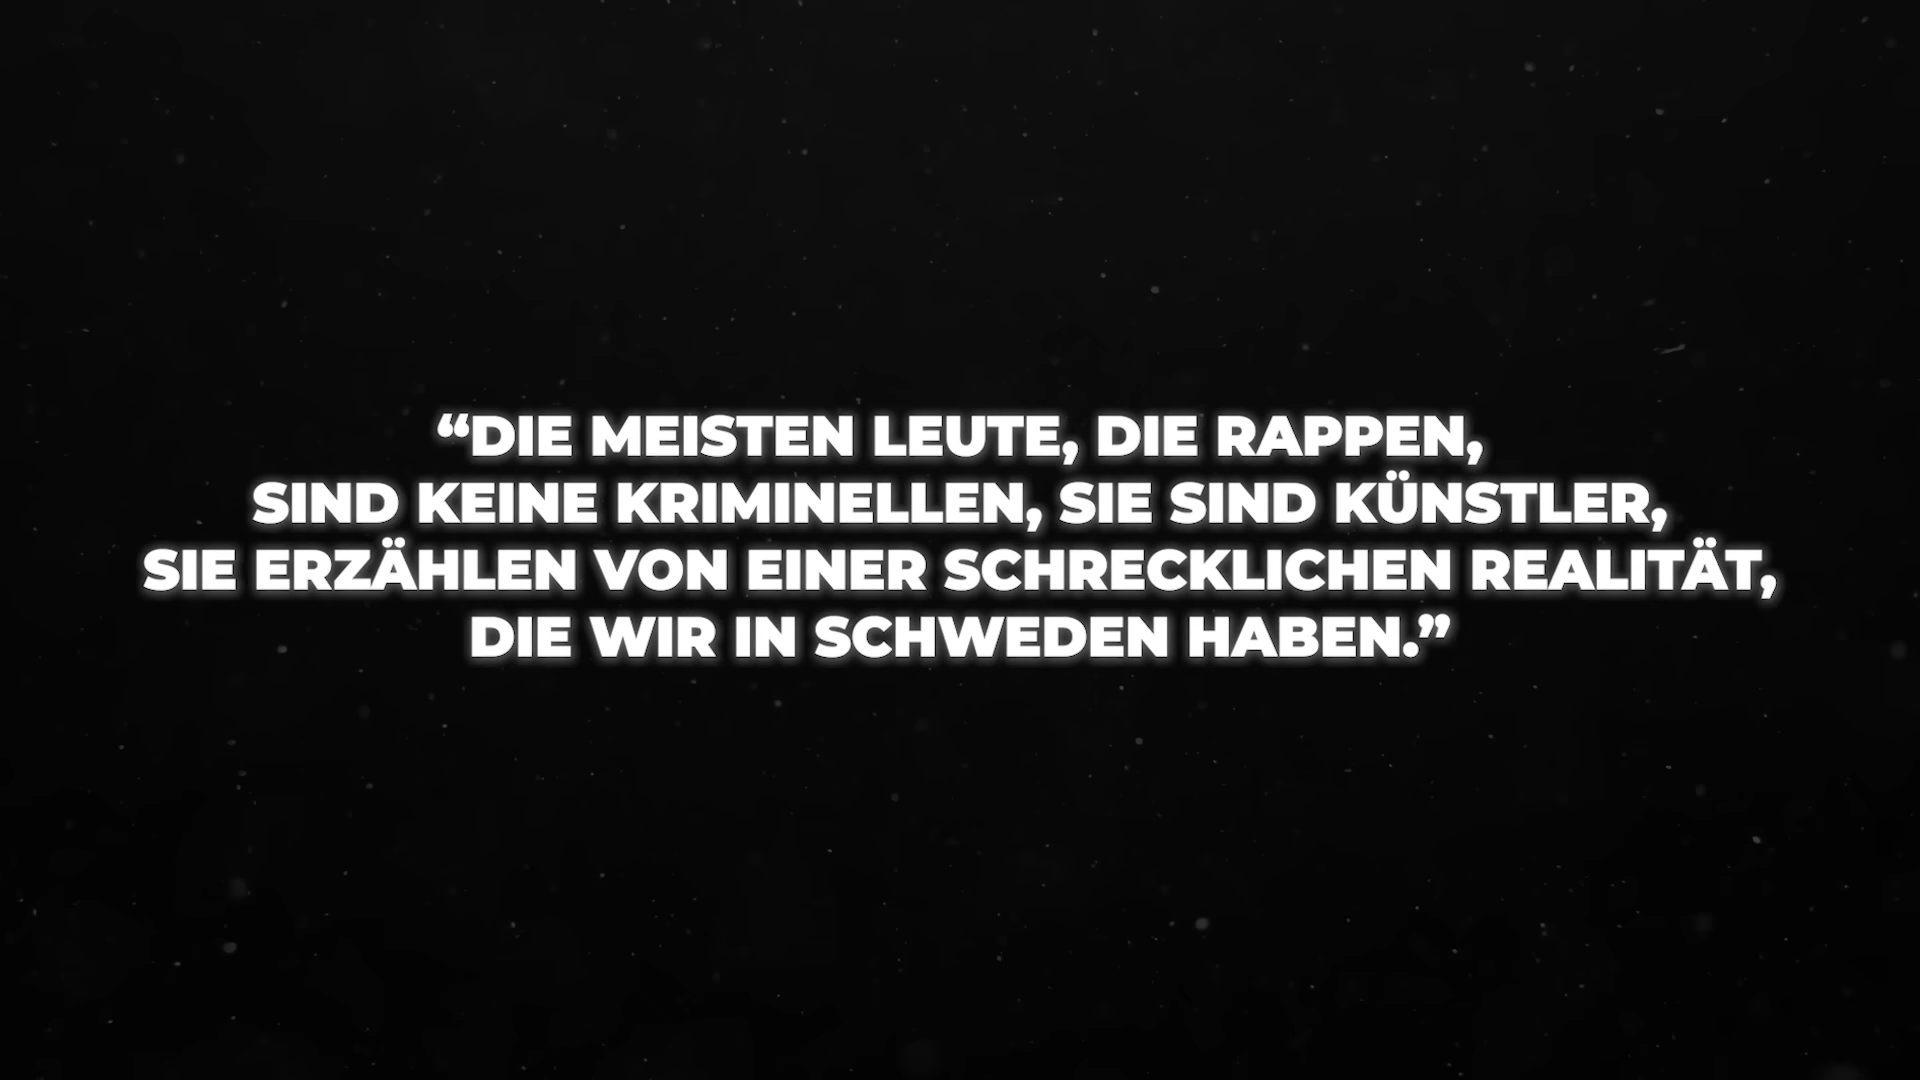 “DIE MEISTEN LEUTE, DIE RAPPEN,
SIND KEINE KRIMINELLEN, SIE SIND KÜNSTLER,
SIE ERZÄHLEN VON EINER SCHRECKLICHEN REALITÄT,
DIE WIR IN SCHWEDEN HABEN.”